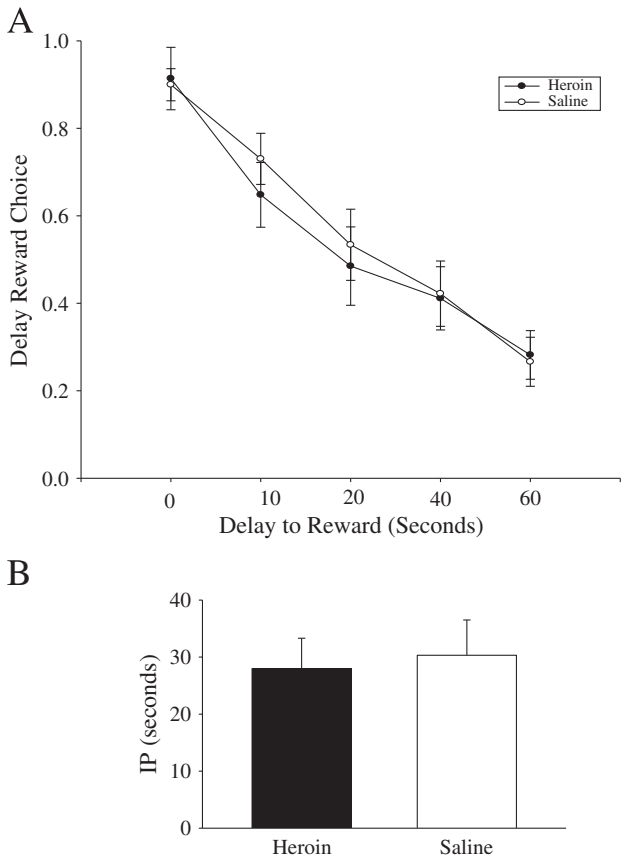 A
1.0
0.8
0.6
0.4
0.2
0.0
Delay Reward Choice
Heroin
Saline
0 10 20 40 60
Delay to Reward (Seconds)
B
40
30
20
10
0
IP (seconds)
Heroin Saline